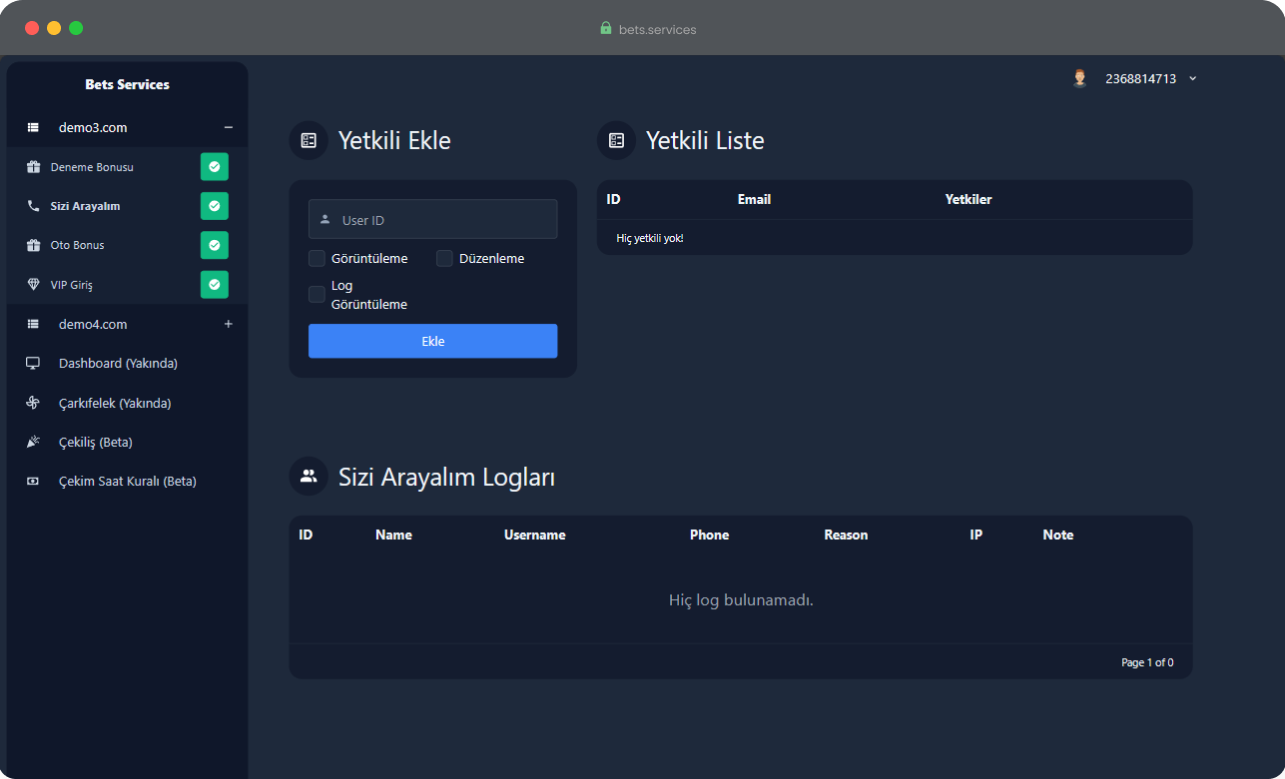 bets.services
Bets Services
2368814713
demo3.com
Deneme Bonusu
Sizi Arayalım
Oto Bonus
VIP Giriş
demo4.com
Dashboard (Yakında)
Çarkıfelek (Yakında)
Çekiliş (Beta)
Çekim Saat Kuralı (Beta)
Yetkili Ekle
User ID
Görüntüleme
Düzenleme
Log
Görüntüleme
Ekle
Yetkili Liste
ID Email Yetkiler
Hiç yetkili yok!
Sizi Arayalım Logları
ID Name Username Phone Reason IP Note
Hiç log bulunamadı.
Page 1 of 0